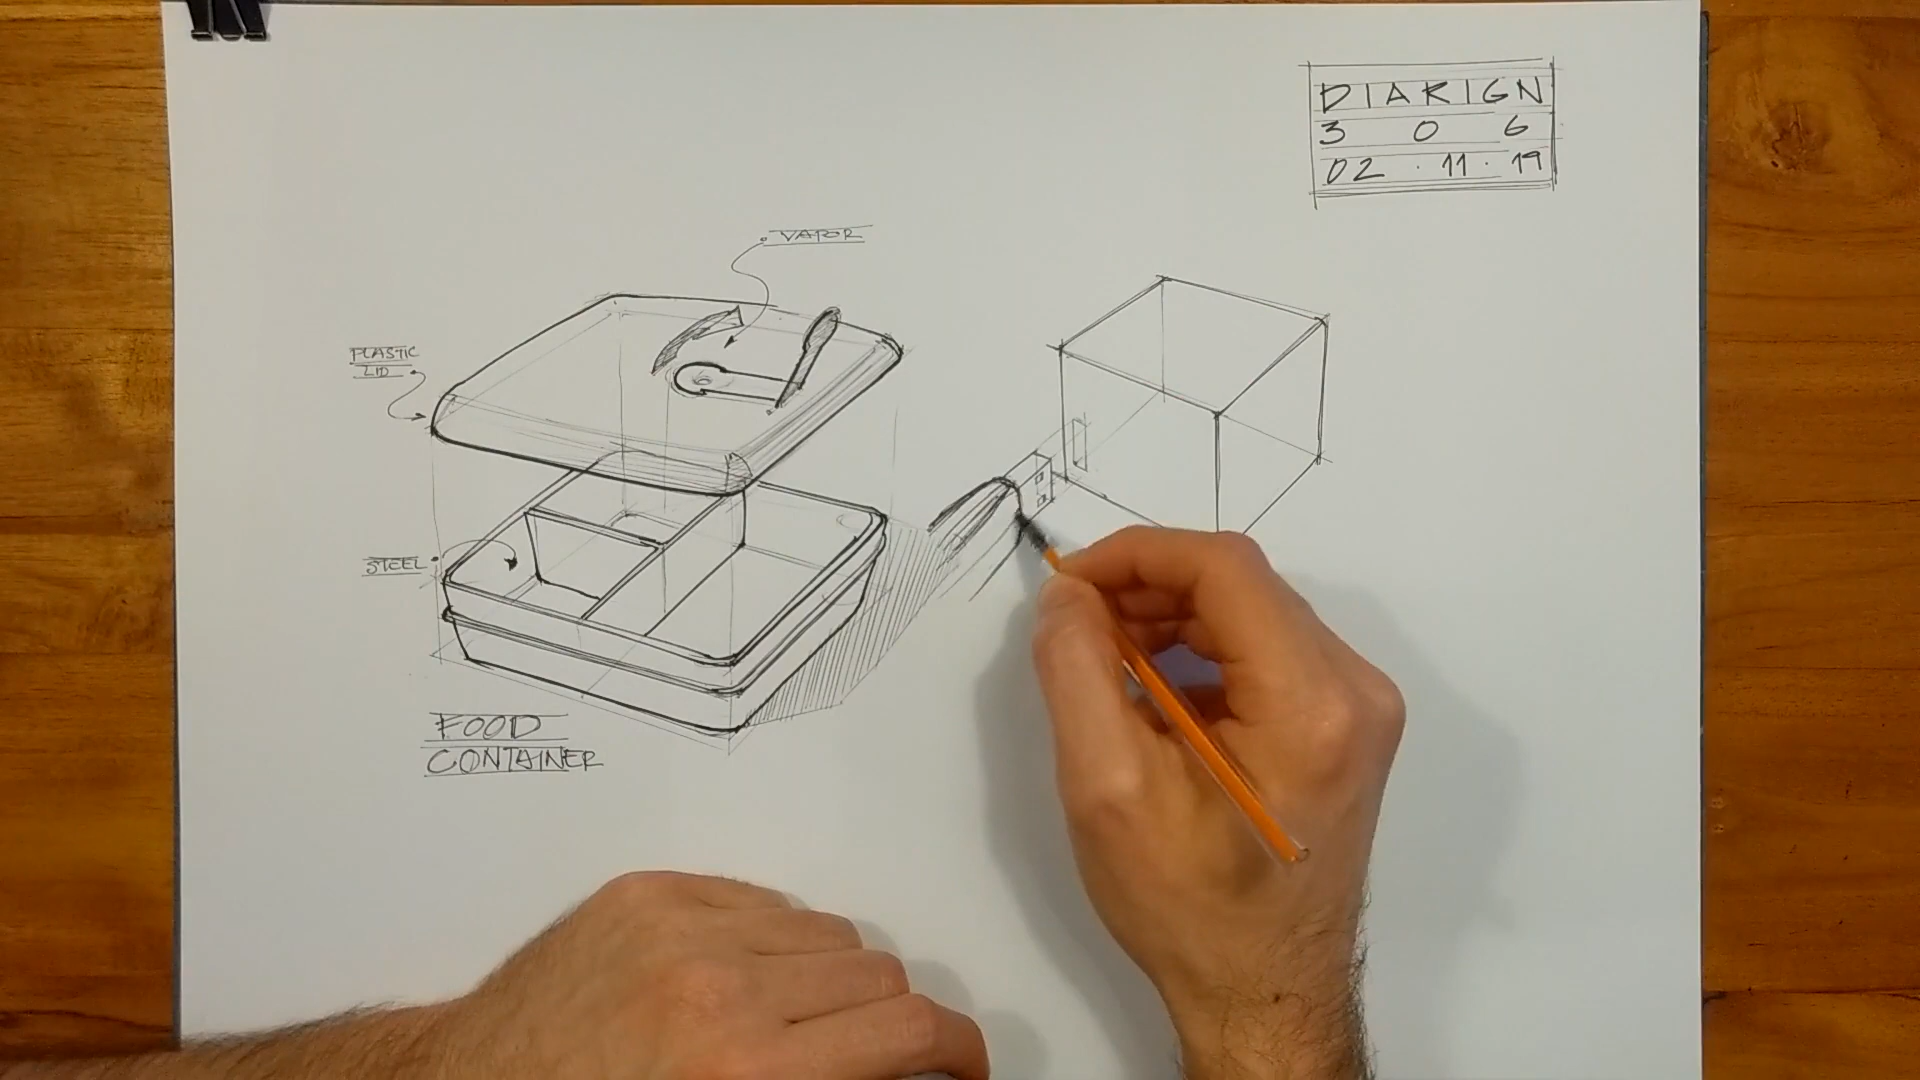 DIARIGN
3 0 6
02 . 11 . 19
VAPOR
PLASTIC
LID
STEEL
FOOD
CONTAINER